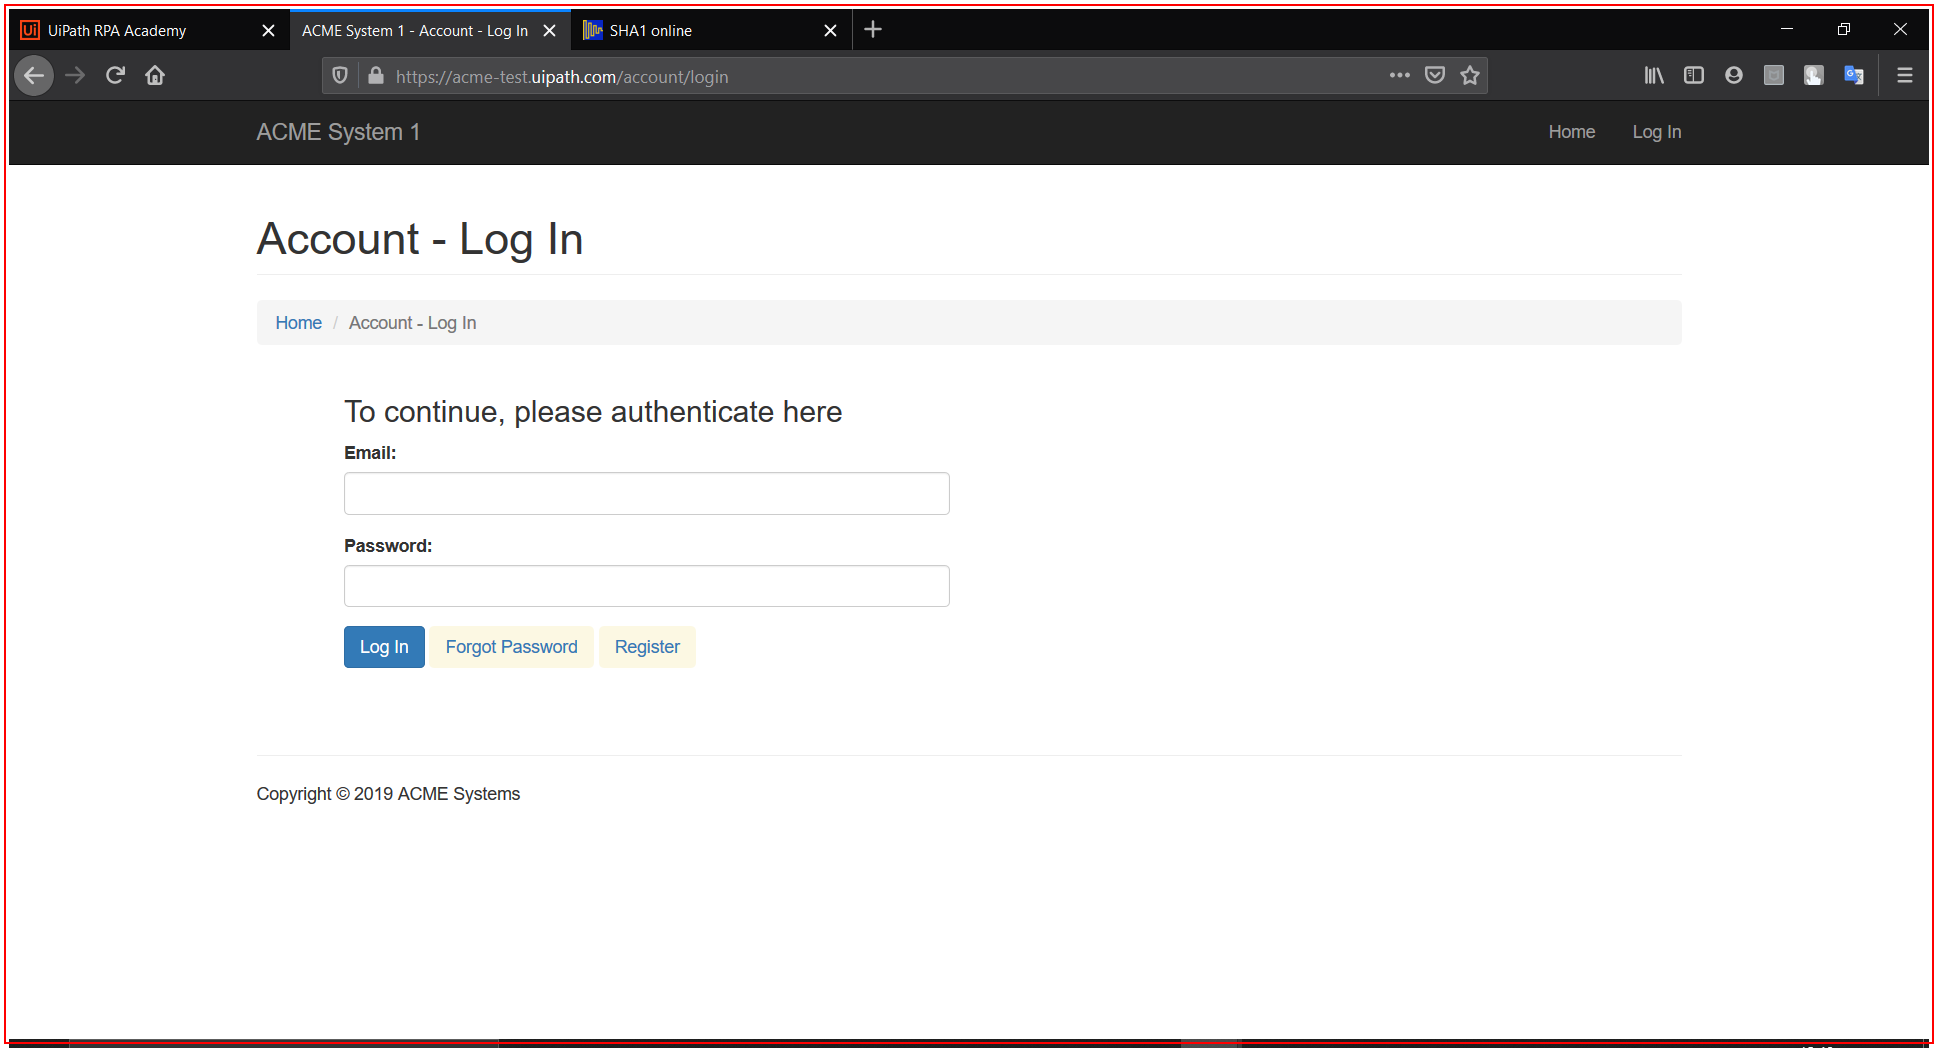 UiPath RPA Academy
ACME System 1 - Account - Log In
SHA1 online
https://acme-test.uipath.com/account/login
ACME System 1
Home
Log In
Account - Log In
Home / Account - Log In
To continue, please authenticate here
Email:
Password:
Log In
Forgot Password
Register
Copyright © 2019 ACME Systems